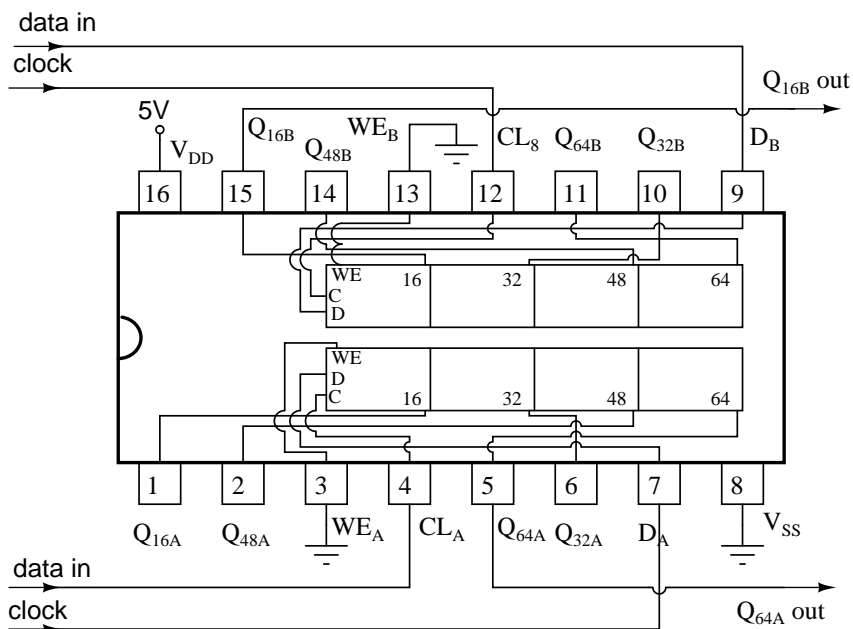 data in
clock
5V
V_DD
Q_16B
Q_48B
WE_B
CL_8
Q_64B
Q_32B
D_B
Q_16B out
16 15 14 13 12 11 10 9
WE 16 32 48 64
C
D
WE
D
C 16 32 48 64
1 2 3 4 5 6 7 8
Q_16A Q_48A WE_A CL_A Q_64A Q_32A D_A V_SS
data in
clock
Q_64A out